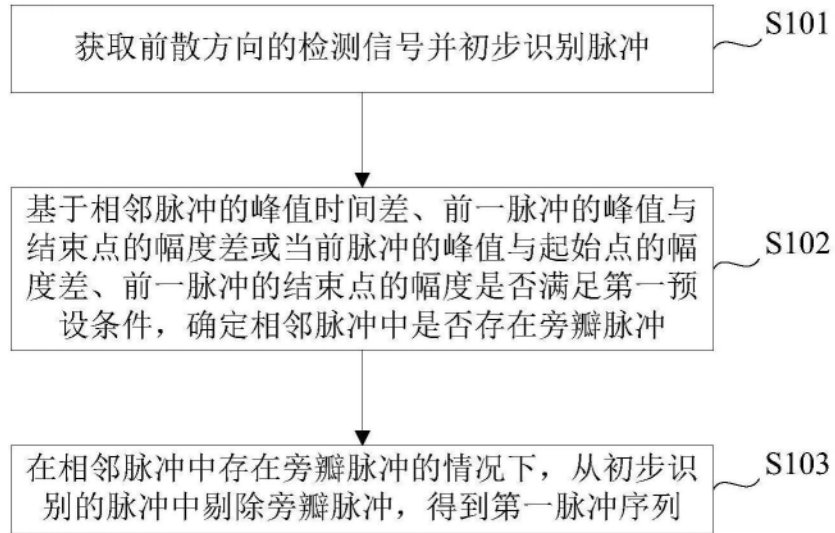 获取前散方向的检测信号并初步识别脉冲
S101
基于相邻脉冲的峰值时间差、前一脉冲的峰值与
结束点的幅度差或当前脉冲的峰值与起始点的幅
度差、前一脉冲的结束点的幅度是否满足第一预
设条件，确定相邻脉冲中是否存在旁瓣脉冲
S102
在相邻脉冲中存在旁瓣脉冲的情况下，从初步识
别的脉冲中剔除旁瓣脉冲，得到第一脉冲序列
S103